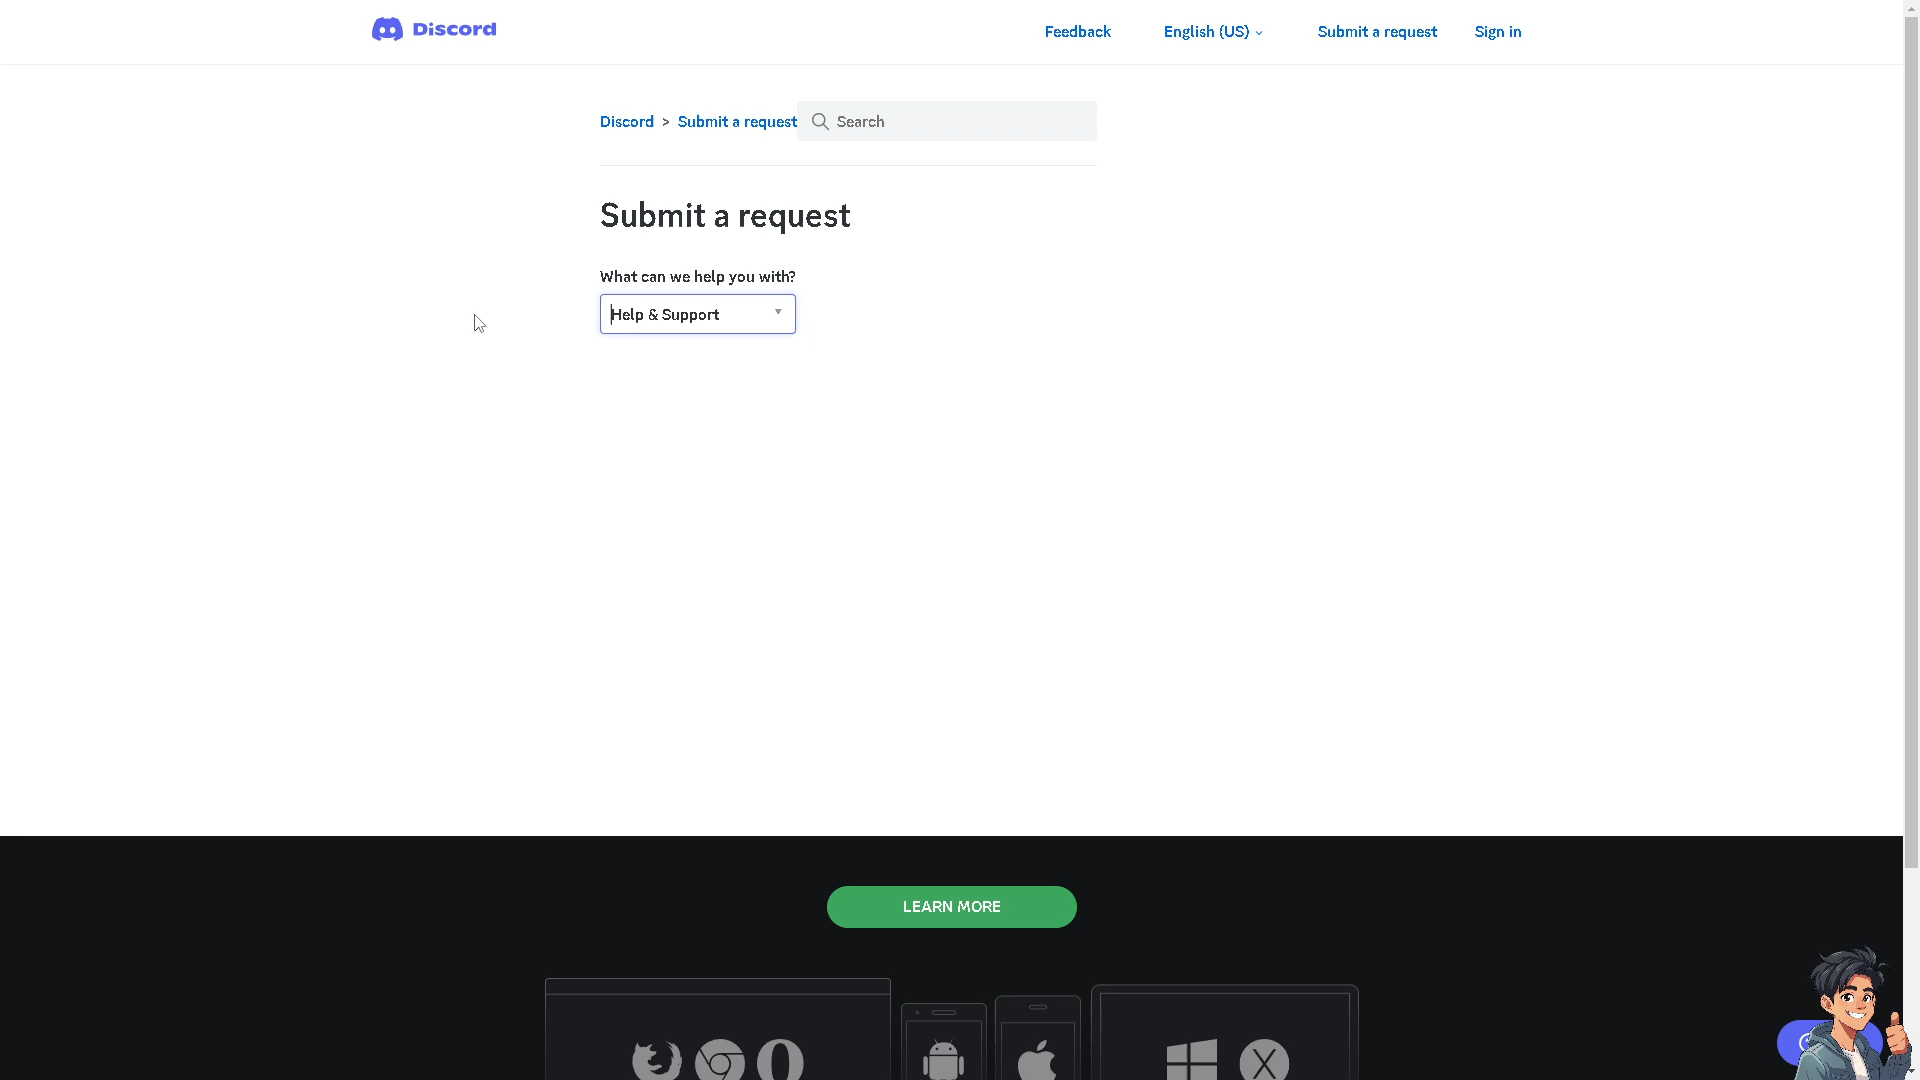 Discord
Feedback
English (US)
Submit a request
Sign in
Discord > Submit a request
Search
Submit a request
What can we help you with?
Help & Support
LEARN MORE